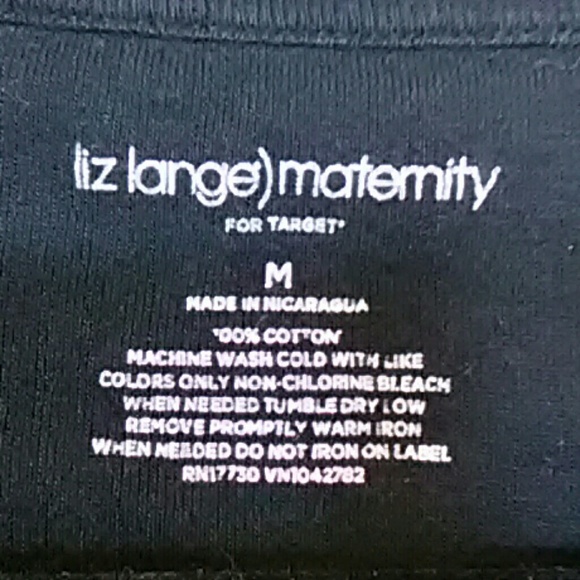 liz lange) maternity
FOR TARGET®
M
MADE IN NICARAGUA
100% COTTON
MACHINE WASH COLD WITH LIKE
COLORS ONLY NON-CHLORINE BLEACH
WHEN NEEDED TUMBLE DRY LOW
REMOVE PROMPTLY WARM IRON
WHEN NEEDED DO NOT IRON ON LABEL
RN17730 VN1042782